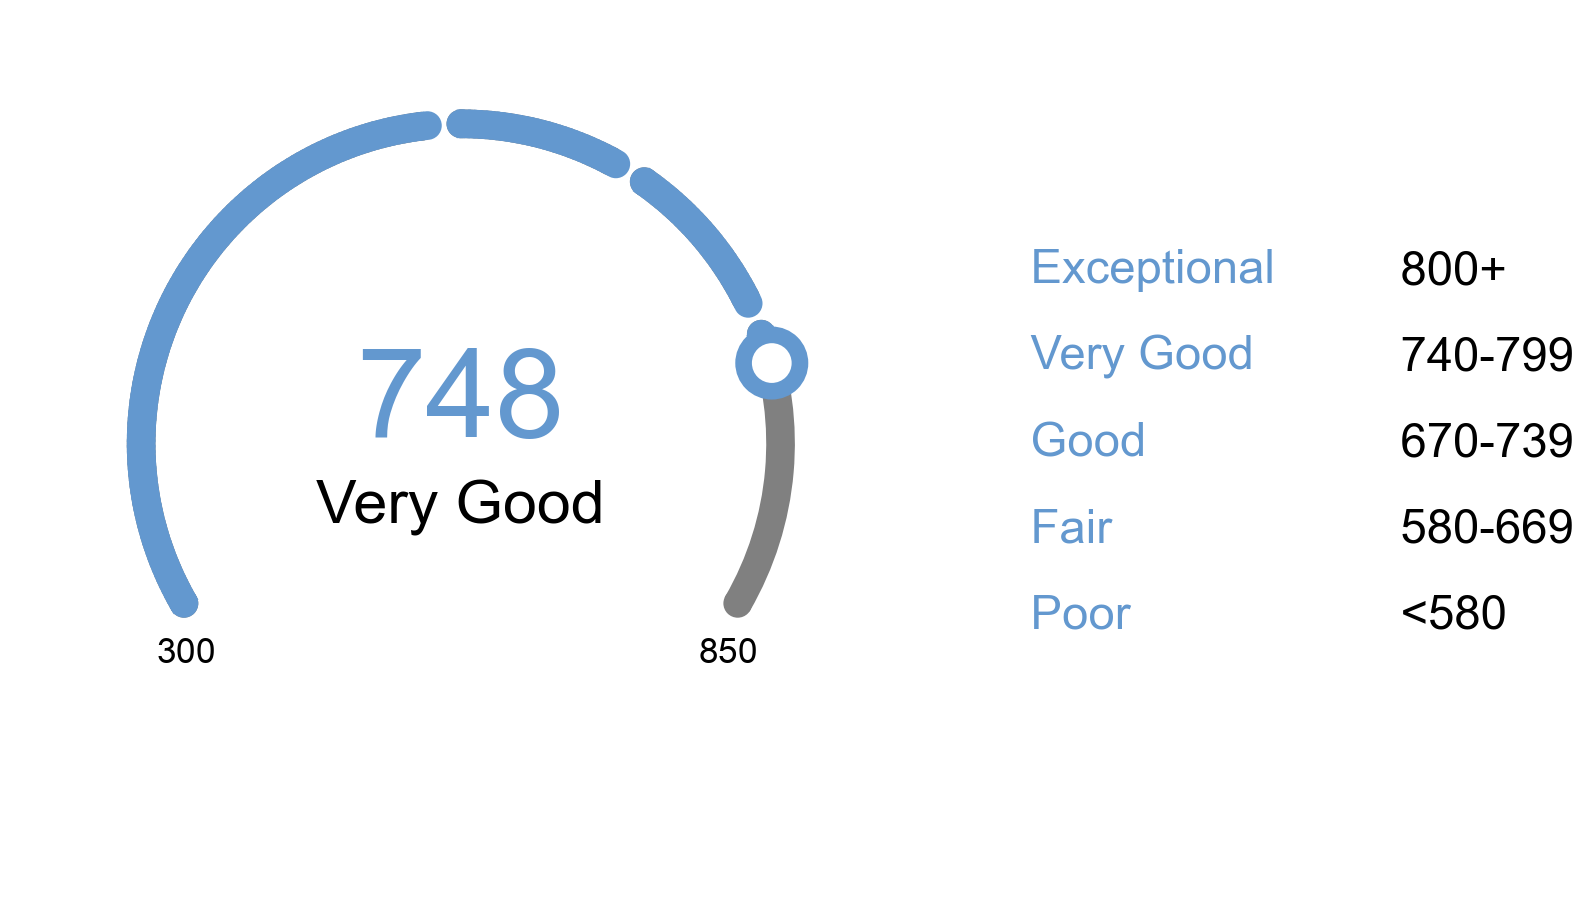 748
Very Good
300
850
Exceptional 800+
Very Good 740-799
Good 670-739
Fair 580-669
Poor <580